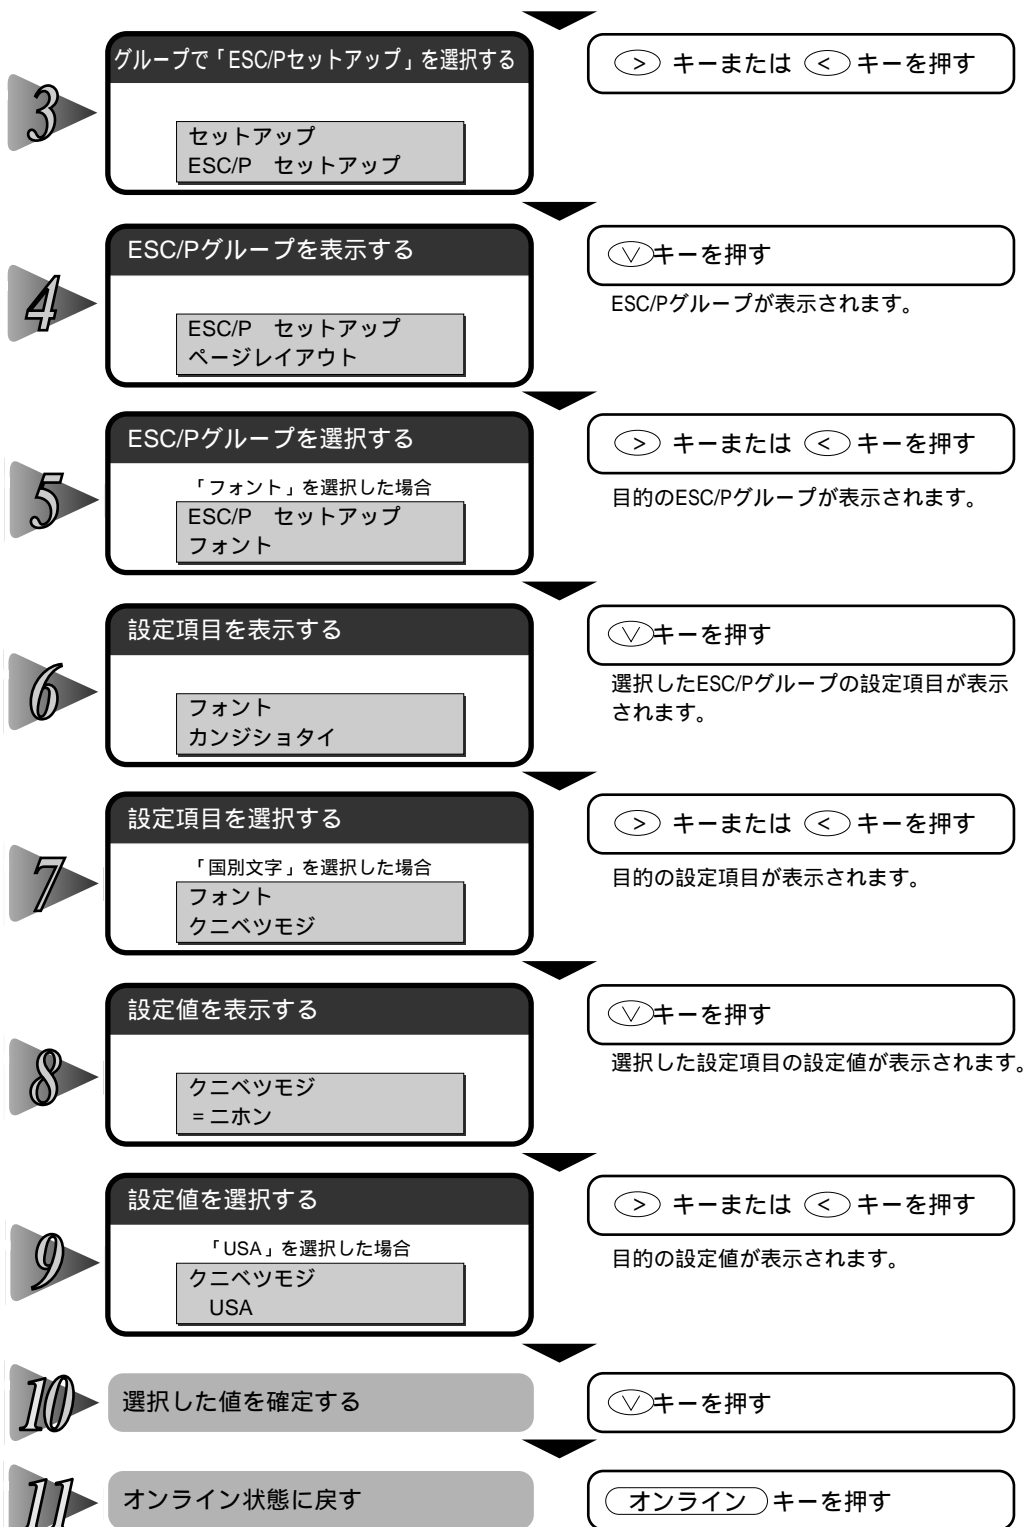 3
グループで「ESC/Pセットアップ」を選択する
セットアップ
ESC/P　セットアップ
> キーまたは < キーを押す
4
ESC/Pグループを表示する
ESC/P　セットアップ
ページレイアウト
∨キーを押す
ESC/Pグループが表示されます。
5
ESC/Pグループを選択する
「フォント」を選択した場合
ESC/P　セットアップ
フォント
> キーまたは < キーを押す
目的のESC/Pグループが表示されます。
6
設定項目を表示する
フォント
カンジショタイ
∨キーを押す
選択したESC/Pグループの設定項目が表示
されます。
7
設定項目を選択する
「国別文字」を選択した場合
フォント
クニベツモジ
> キーまたは < キーを押す
目的の設定項目が表示されます。
8
設定値を表示する
クニベツモジ
=ニホン
∨キーを押す
選択した設定項目の設定値が表示されます。
9
設定値を選択する
「USA」を選択した場合
クニベツモジ
USA
> キーまたは < キーを押す
目的の設定値が表示されます。
10
選択した値を確定する
∨キーを押す
11
オンライン状態に戻す
オンライン キーを押す